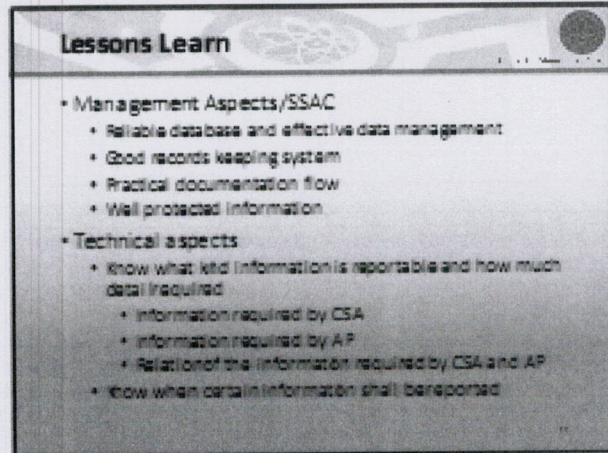 Lessons Learn
• Management Aspects/SSAC
• Reliable database and effective data management
• Good records keeping system
• Practical documentation flow
• Well protected information
• Technical aspects
• Know what kind information is reportable and how much
detail required
• Information required by CSA
• Information required by AP
• Relation of the information required by CSA and AP
• Know when certain information shall be reported